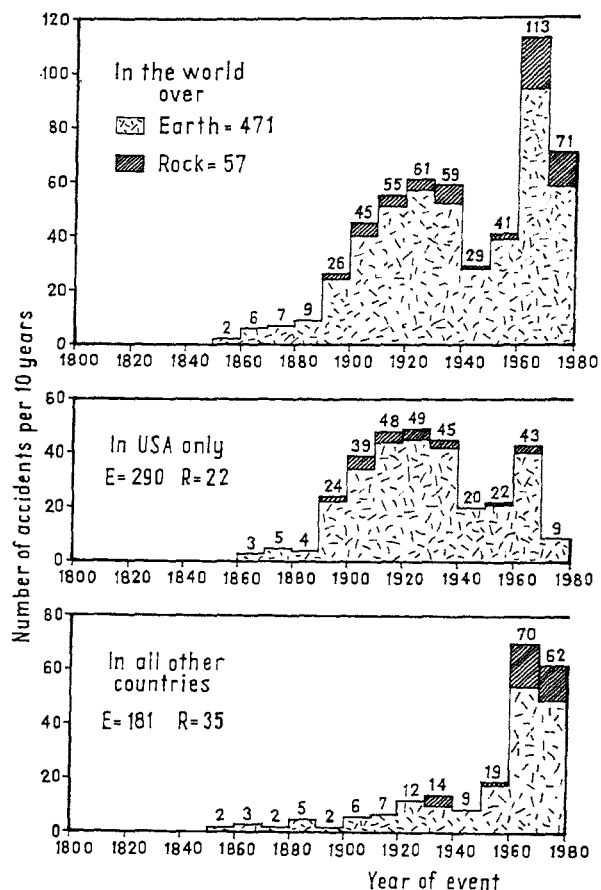 Number of accidents per 10 years
120
100
80
60
40
20
0
In the world
over
Earth = 471
Rock = 57
2 6 7 9 26 45 55 61 59 29 41 113 71
1800 1820 1840 1860 1880 1900 1920 1940 1960 1980
60
40
20
0
In USA only
E= 290 R= 22
3 5 4 24 39 48 49 45 20 22 43 9
1800 1820 1840 1860 1880 1900 1920 1940 1960 1980
80
60
40
20
0
In all other
countries
E= 181 R= 35
2 3 2 5 2 6 7 12 14 9 19 70 62
1800 1820 1840 1860 1880 1900 1920 1940 1960 1980
Year of event